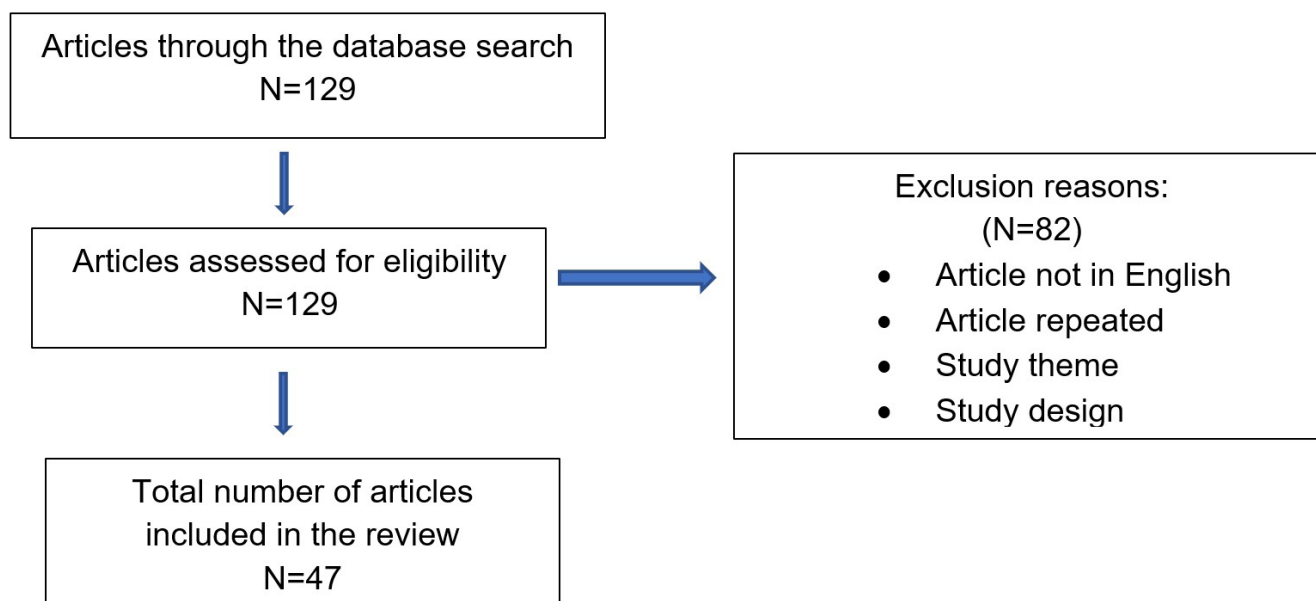 Articles through the database search
N=129
Articles assessed for eligibility
N=129
Exclusion reasons:
(N=82)
• Article not in English
• Article repeated
• Study theme
• Study design
Total number of articles
included in the review
N=47